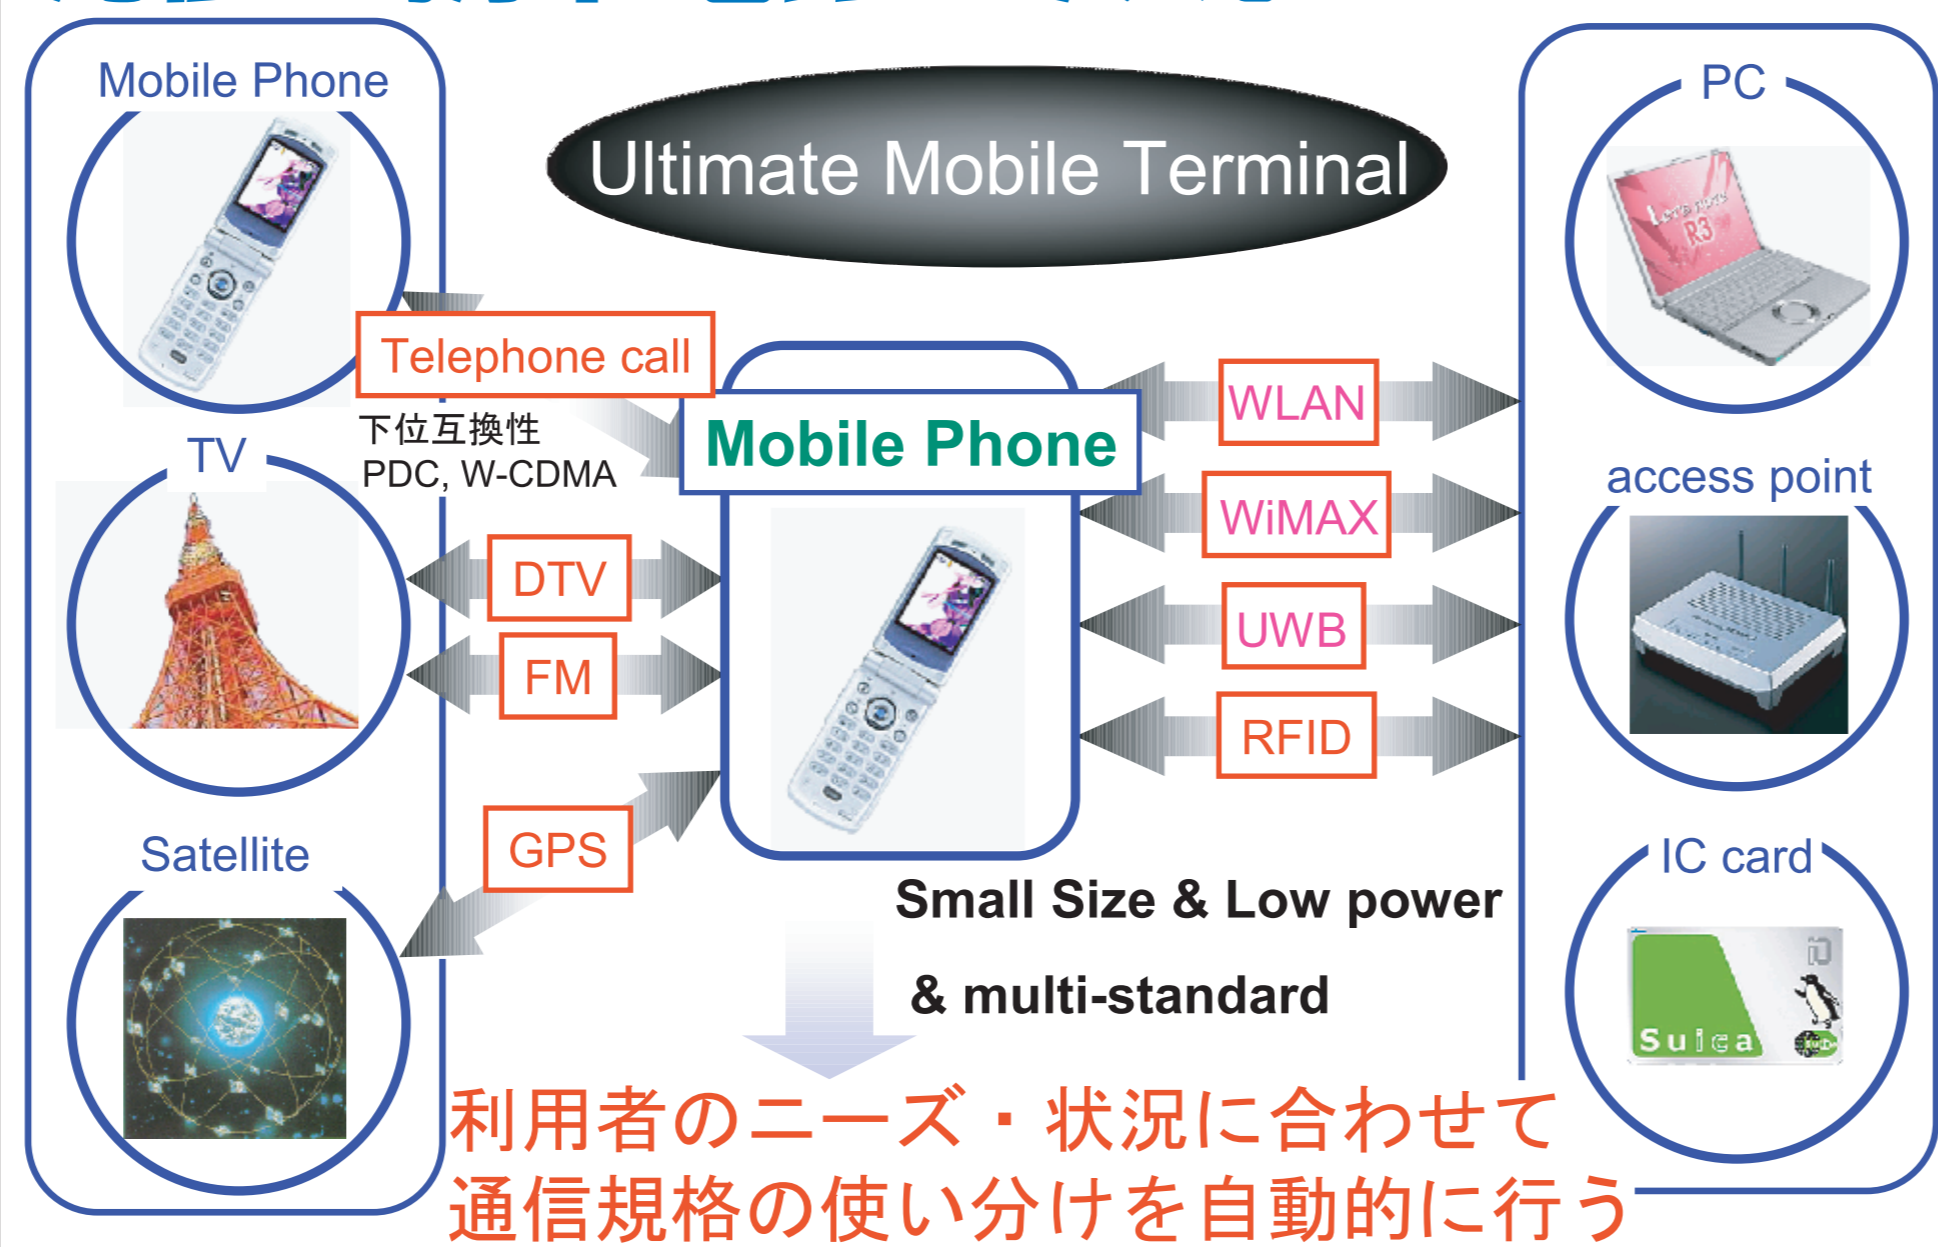 Mobile Phone
Ultimate Mobile Terminal
PC
Let's note
R3
Telephone call
下位互換性
PDC, W-CDMA
Mobile Phone
WLAN
TV
WiMAX
access point
DTV
UWB
FM
RFID
GPS
Satellite
IC card
Small Size & Low power
& multi-standard
Suica
利用者のニーズ・状況に合わせて
通信規格の使い分けを自動的に行う